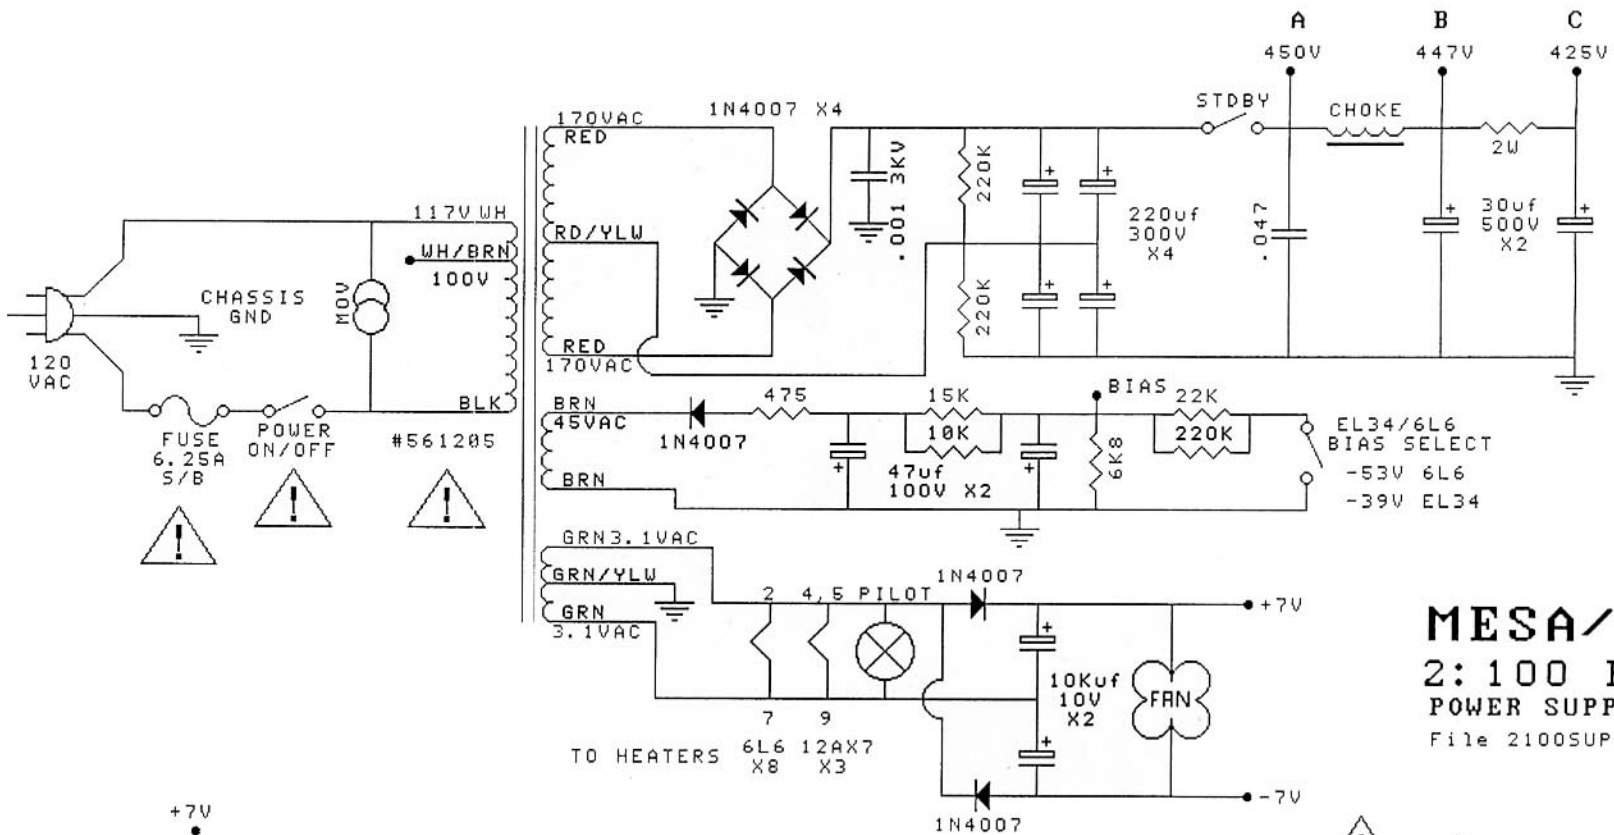 A B C
450V 447V 425V
1N4007 X4
STDBY
CHOKE
2W
170VAC
RED
.001 3KV
220K
220K
220uf
300V
X4
.047
30uf
500V
X2
117V WH
WH/BRN
100V
RD/YLW
MOV
CHASSIS
GND
120
VAC
RED
170VAC
BLK
#561205
FUSE
6.25A
S/B
POWER
ON/OFF
BRN
45VAC
1N4007
475
15K
10K
47uf
100V X2
BIAS
6K8
22K
220K
EL34/6L6
BIAS SELECT
-53V 6L6
-39V EL34
BRN
!
!
!
GRN 3.1VAC
GRN/YLW
GRN
3.1VAC
2 4,5 PILOT
1N4007
+7V
10Kuf
10V
X2
FAN
7 9
TO HEATERS 6L6 12AX7
X8 X3
-7V
1N4007
MESA/
2:100
POWER SUPP
File 2100SUP
+7V